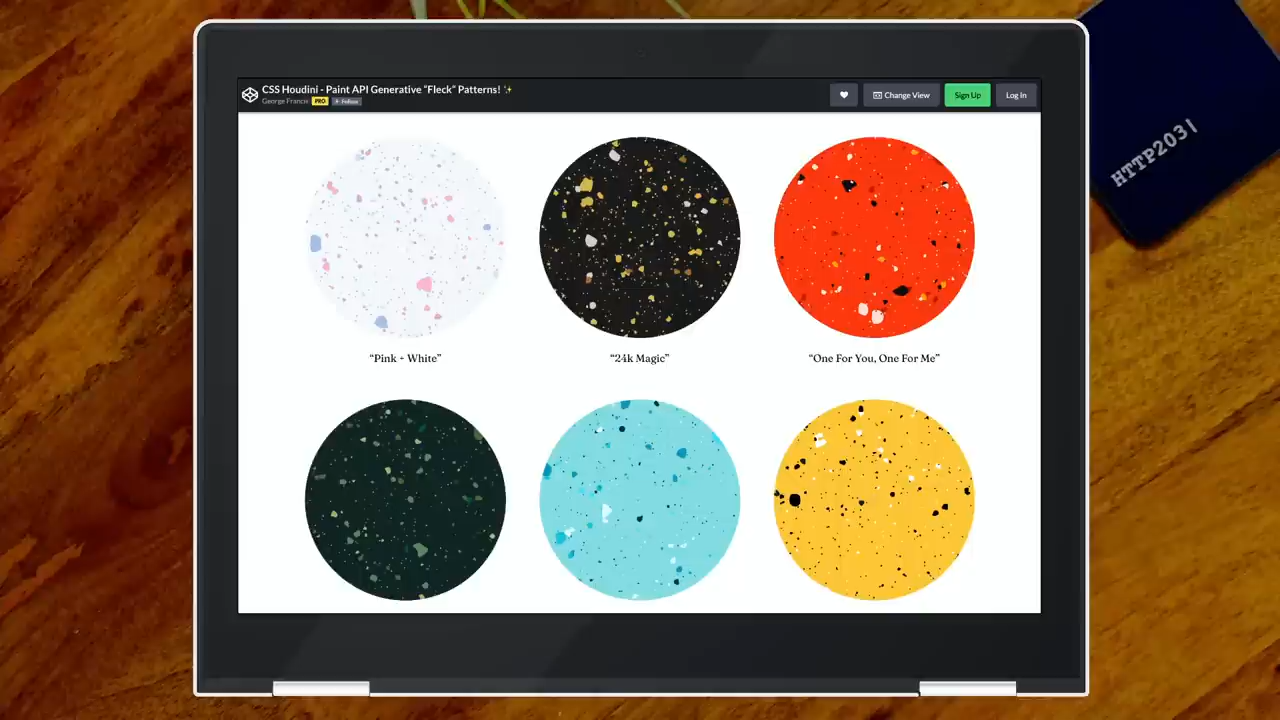 CSS Houdini - Paint API Generative “Fleck” Patterns! ✨
George Francis PRO + Follow
Change View
Sign Up
Log In
HTTP203|
“Pink + White”
“24k Magic”
“One For You, One For Me”